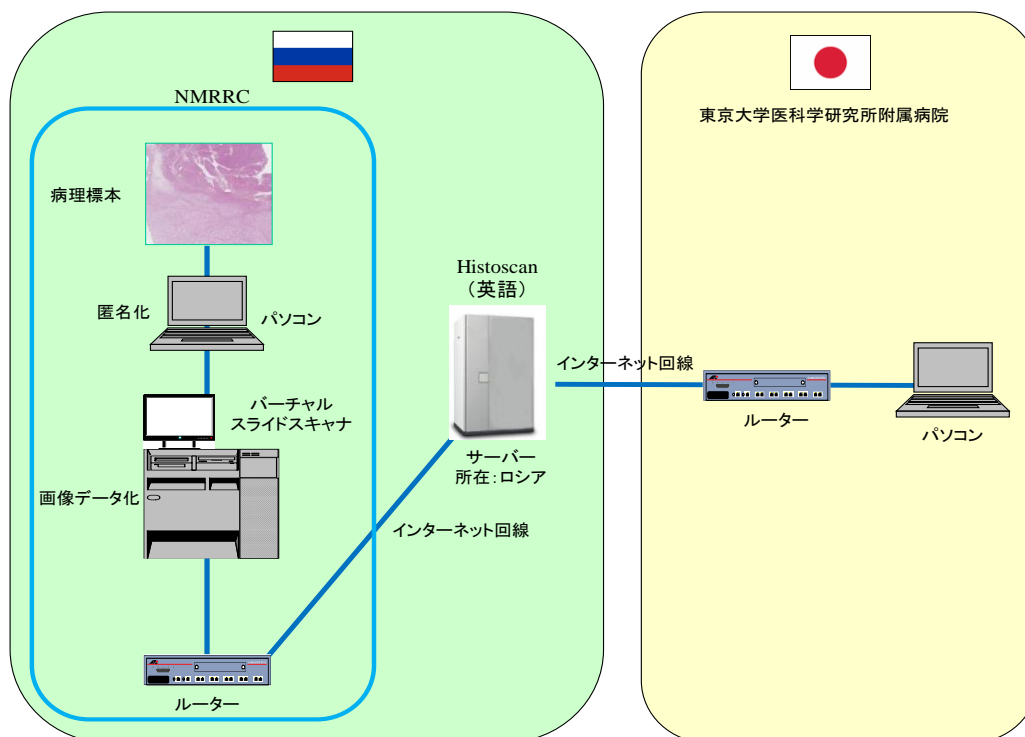 NMRRC
病理標本
匿名化
パソコン
バーチャル
スライドスキャナ
画像データ化
ルーター
インターネット回線
Histoscan
（英語）
サーバー
所在：ロシア
インターネット回線
東京大学医科学研究所附属病院
ルーター
パソコン